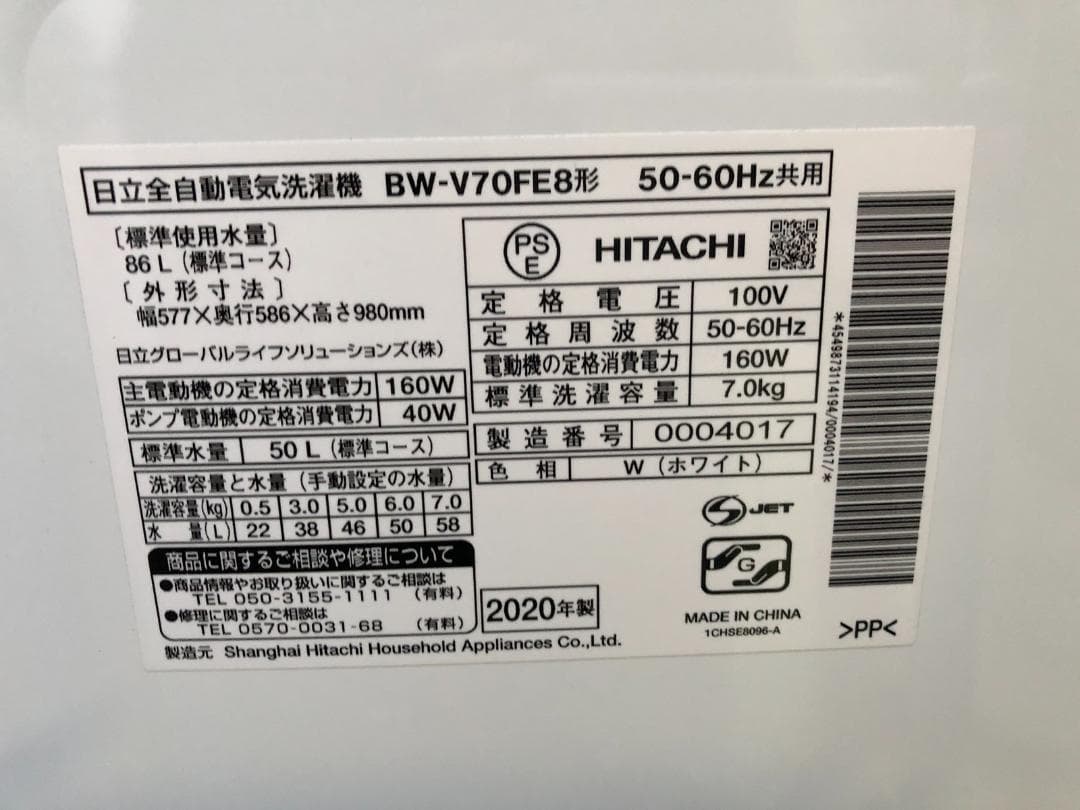 日立全自動電気洗濯機 BW-V70FE8形 50-60Hz共用
〔標準使用水量〕
86 L (標準コース)
〔外形寸法〕
幅577×奥行586×高さ980mm
日立グローバルライフソリューションズ(株)
主電動機の定格消費電力 160W
ポンプ電動機の定格消費電力 40W
標準水量 50 L (標準コース)
洗濯容量と水量 (手動設定の水量)
洗濯容量(kg) 0.5 3.0 5.0 6.0 7.0
水量(L) 22 38 46 50 58
商品に関するご相談や修理について
●商品情報やお取り扱いに関するご相談は
TEL 050-3155-1111 (有料)
●修理に関するご相談は
TEL 0570-0031-68 (有料)
製造元 Shanghai Hitachi Household Appliances Co.,Ltd.
PS
E
HITACHI
定格電圧 100V
定格周波数 50-60Hz
電動機の定格消費電力 160W
標準洗濯容量 7.0kg
製造番号 0004017
色相 W (ホワイト)
S JET
G
2020年製
MADE IN CHINA
1CHSE8096-A
>PP<
*4549873114194/0004017/*